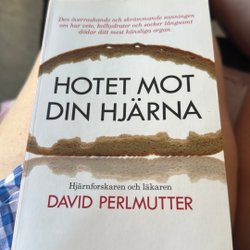 Den överraskande och skrämmande sanningen
om hur vete, kolhydrater och socker långsamt
dödar ditt mest känsliga organ.
HOTET MOT
DIN HJÄRNA
Hjärnforskaren och läkaren
DAVID PERLMUTTER